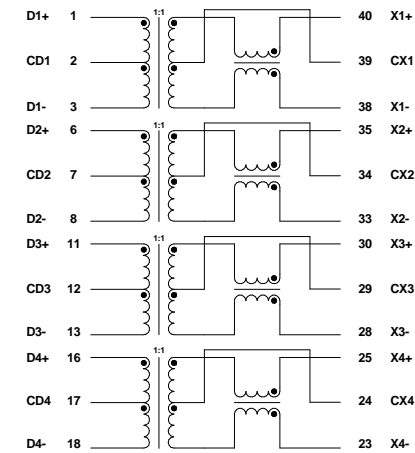 D1+ 1 1:1 40 X1+
CD1 2 39 CX1
D1- 3 38 X1-
D2+ 6 1:1 35 X2+
CD2 7 34 CX2
D2- 8 33 X2-
D3+ 11 1:1 30 X3+
CD3 12 29 CX3
D3- 13 28 X3-
D4+ 16 1:1 25 X4+
CD4 17 24 CX4
D4- 18 23 X4-